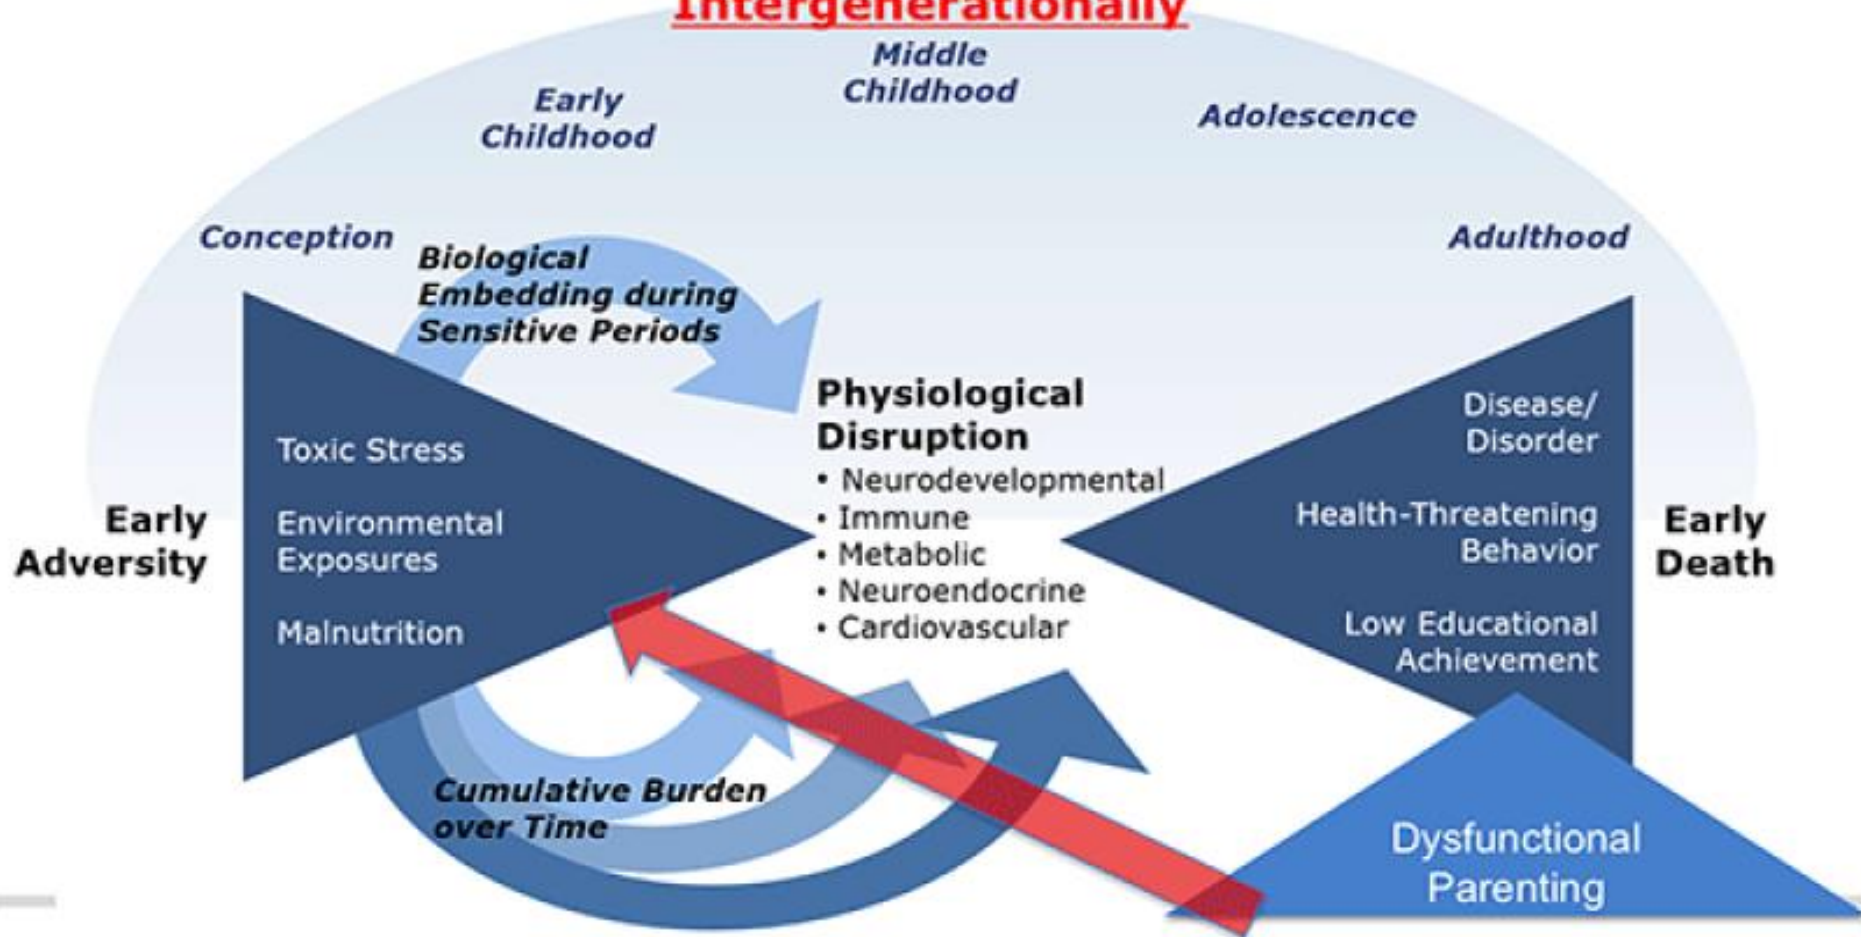 Intergenerationally
Middle
Childhood
Early
Childhood
Adolescence
Conception
Adulthood
Biological
Embedding during
Sensitive Periods
Early
Adversity
Toxic Stress
Environmental
Exposures
Malnutrition
Physiological
Disruption
• Neurodevelopmental
• Immune
• Metabolic
• Neuroendocrine
• Cardiovascular
Disease/
Disorder
Health-Threatening
Behavior
Low Educational
Achievement
Early
Death
Cumulative Burden
over Time
Dysfunctional
Parenting